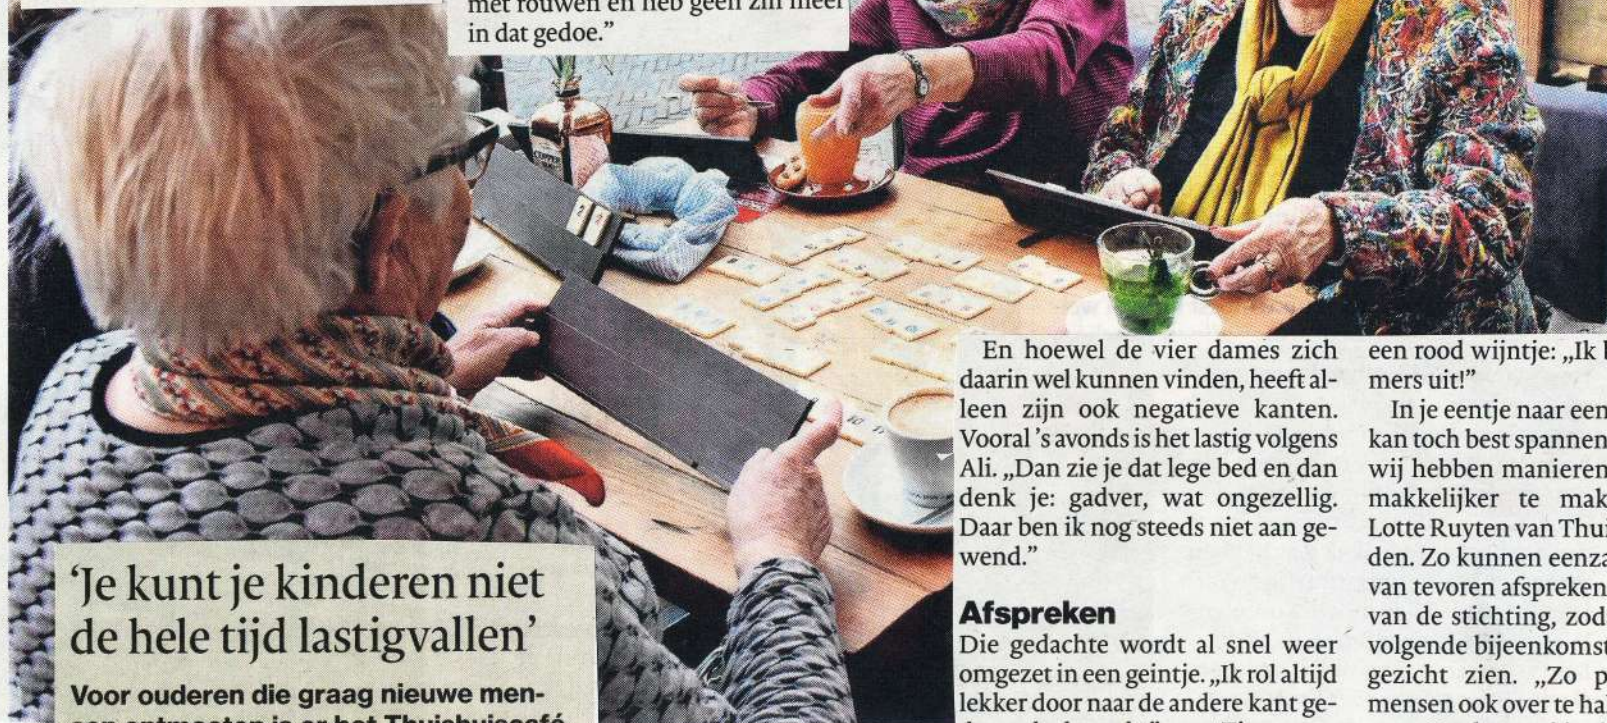 met rouwen en heb geen zin meer
in dat gedoe.”
‘Je kunt je kinderen niet
de hele tijd lastigvallen’
Voor ouderen die graag nieuwe men-
sen ontmoeten is er het Thuishuiscafé
En hoewel de vier dames zich
daarin wel kunnen vinden, heeft al-
leen zijn ook negatieve kanten.
Vooral ’s avonds is het lastig volgens
Ali. „Dan zie je dat lege bed en dan
denk je: gadver, wat ongezellig.
Daar ben ik nog steeds niet aan ge-
wend.”
Afspreken
Die gedachte wordt al snel weer
omgezet in een geintje. „Ik rol altijd
lekker door naar de andere kant ge-
een rood wijntje: „Ik
mers uit!”
In je eentje naar een
kan toch best spannen
wij hebben manieren
makkelijker te mak
Lotte Ruyten van Thui
den. Zo kunnen eenza
van tevoren afspreken
van de stichting, zod
volgende bijeenkomst
gezicht zien. „Zo p
mensen ook over te ha